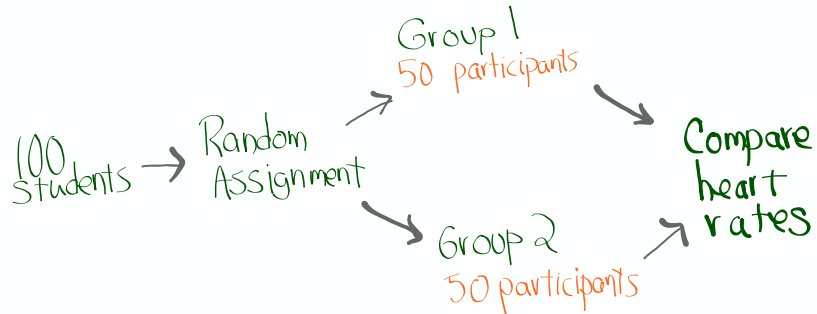 100
students
Random
Assignment
Group 1
50 participants
Group 2
50 participants
Compare
heart
rates